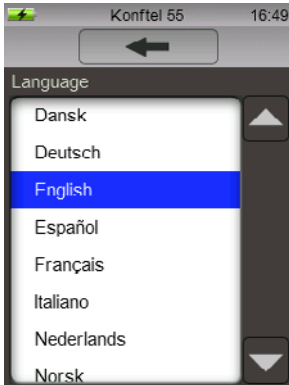 Konftel 55 16:49
Language
Dansk
Deutsch
English
Español
Français
Italiano
Nederlands
Norsk